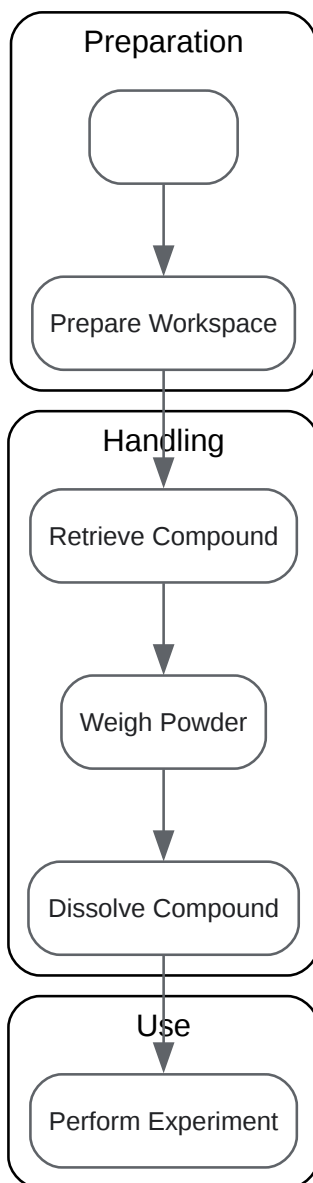 Preparation
Prepare Workspace
Handling
Retrieve Compound
Weigh Powder
Dissolve Compound
Use
Perform Experiment